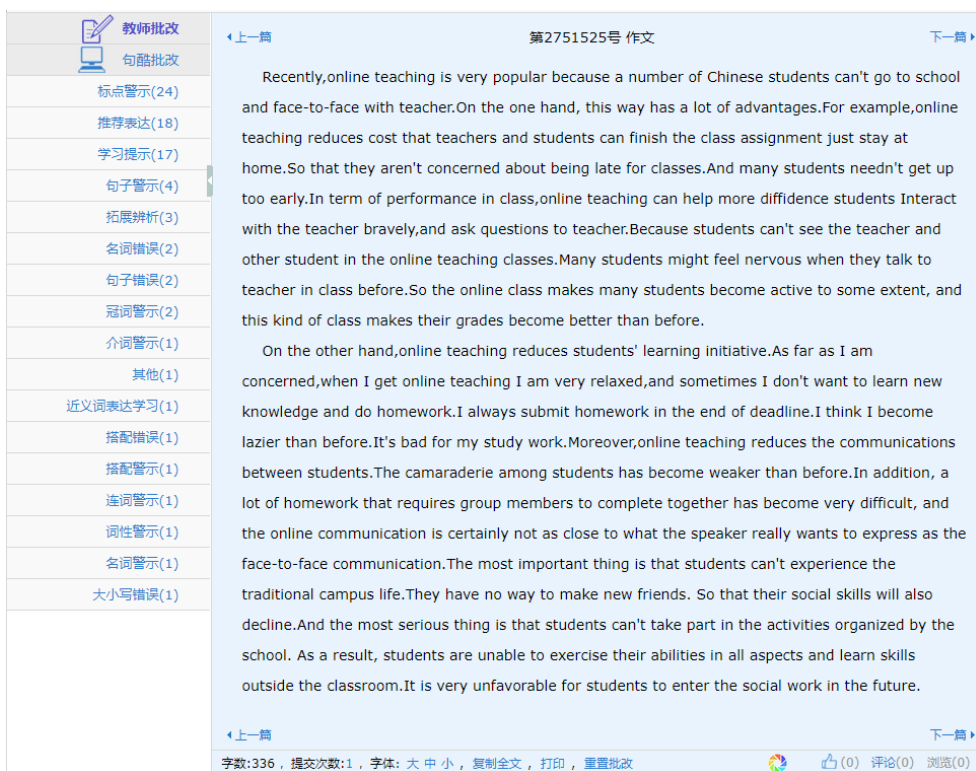 教师批改
句酷批改
标点警示(24)
推荐表达(18)
学习提示(17)
句子警示(4)
拓展辨析(3)
名词错误(2)
句子错误(2)
冠词警示(2)
介词警示(1)
其他(1)
近义词表达学习(1)
搭配错误(1)
搭配警示(1)
连词警示(1)
词性警示(1)
名词警示(1)
大小写错误(1)
上一篇 第2751525号 作文 下一篇
Recently,online teaching is very popular because a number of Chinese students can't go to school
and face-to-face with teacher.On the one hand, this way has a lot of advantages.For example,online
teaching reduces cost that teachers and students can finish the class assignment just stay at
home.So that they aren't concerned about being late for classes.And many students needn't get up
too early.In term of performance in class,online teaching can help more diffidence students Interact
with the teacher bravely,and ask questions to teacher.Because students can't see the teacher and
other student in the online teaching classes.Many students might feel nervous when they talk to
teacher in class before.So the online class makes many students become active to some extent, and
this kind of class makes their grades become better than before.
On the other hand,online teaching reduces students' learning initiative.As far as I am
concerned,when I get online teaching I am very relaxed,and sometimes I don't want to learn new
knowledge and do homework.I always submit homework in the end of deadline.I think I become
lazier than before.It's bad for my study work.Moreover,online teaching reduces the communications
between students.The camaraderie among students has become weaker than before.In addition, a
lot of homework that requires group members to complete together has become very difficult, and
the online communication is certainly not as close to what the speaker really wants to express as the
face-to-face communication.The most important thing is that students can't experience the
traditional campus life.They have no way to make new friends. So that their social skills will also
decline.And the most serious thing is that students can't take part in the activities organized by the
school. As a result, students are unable to exercise their abilities in all aspects and learn skills
outside the classroom.It is very unfavorable for students to enter the social work in the future.
上一篇 下一篇
字数:336 , 提交次数:1 , 字体: 大 中 小 , 复制全文 , 打印 , 重置批改 (0) 评论(0) 浏览(0)